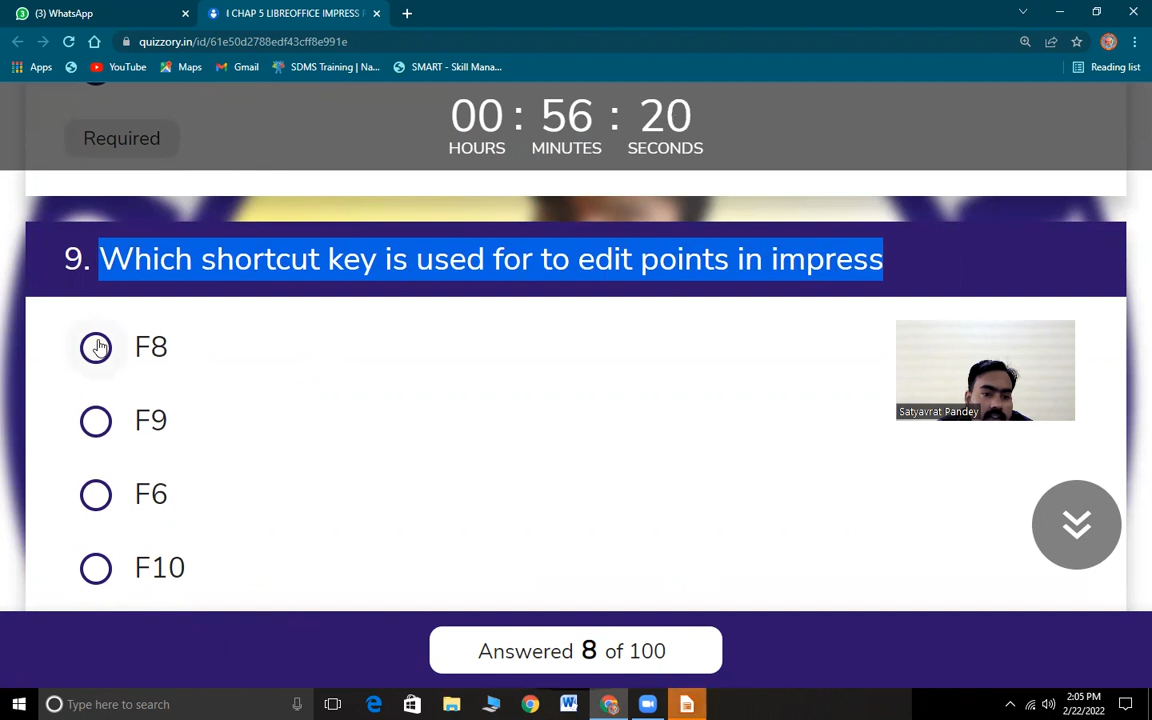 (3) WhatsApp
I CHAP 5 LIBREOFFICE IMPRESS F
quizzory.in/id/61e50d2788edf43cff8e991e
Apps
YouTube
Maps
Gmail
SDMS Training | Na...
SMART - Skill Mana...
Reading list
00 : 56 : 20
HOURS MINUTES SECONDS
Required
9. Which shortcut key is used for to edit points in impress
F8
F9
F6
F10
Satyavrat Pandey
Answered 8 of 100
Type here to search
2:05 PM
2/22/2022